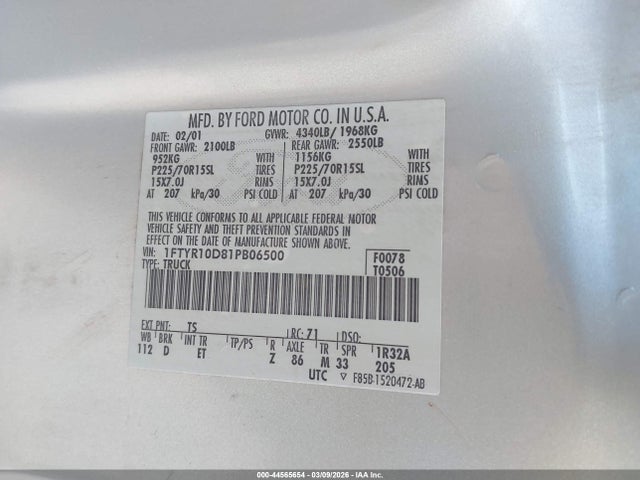 MFD. BY FORD MOTOR CO. IN U.S.A.
DATE: 02/01 GVWR: 4340LB/ 1968KG
FRONT GAWR: 2100LB REAR GAWR: 2550LB
952KG WITH 1156KG WITH
P225/70R15SL TIRES P225/70R15SL TIRES
15X7.0J RIMS 15X7.0J RIMS
AT 207 kPa/30 PSI COLD AT 207 kPa/30 PSI COLD
THIS VEHICLE CONFORMS TO ALL APPLICABLE FEDERAL MOTOR
VEHICLE SAFETY AND THEFT PREVENTION STANDARDS IN
EFFECT ON THE DATE OF MANUFACTURE SHOWN ABOVE.
VIN: 1FTYR10D81PB06500 F0078
TYPE: TRUCK T0506
EXT PNT: TS RC: 71 DSO:
WB BRK INT TR TP/PS R AXLE TR SPR 1R32A
112 D ET Z 86 M 33 205
UTC ▽ F85B-1520472-AB
000-44565654 | 03/09/2026 | IAA Inc.